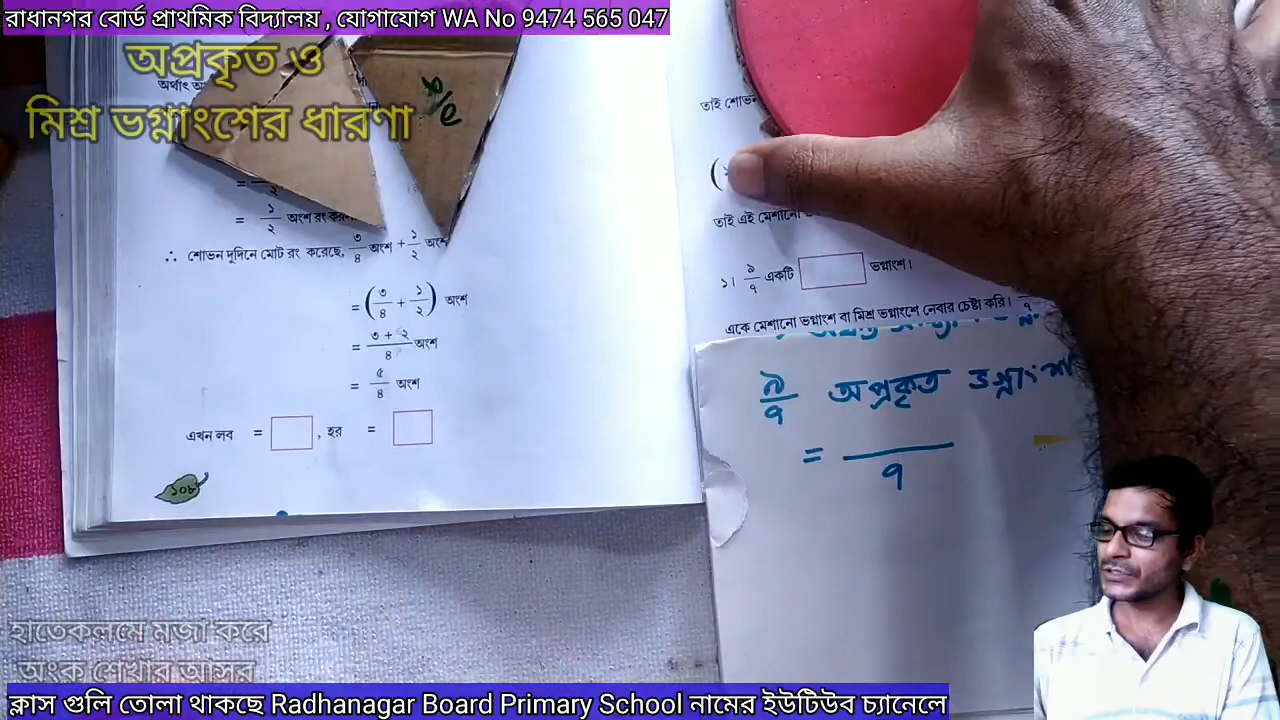 রাধানগর বোর্ড প্রাথমিক বিদ্যালয় , যোগাযোগ WA No 9474 565 047
অপ্রকৃত ও
মিশ্র ভগ্নাংশের ধারণা
অর্থাৎ
= ২
= ১/২ অংশ রং
∴ শোভন দুদিনে মোট রং করেছে, ৩/৪ অংশ + ১/২ অংশ
= (৩/৪ + ১/২) অংশ
= ৩ + ২/৪ অংশ
= ৫/৪ অংশ
এখন লব = , হর =
১০৮
তাই শোভন
(
তাই এই মেশানো
১। ৯/৭ একটি ভগ্নাংশ।
একে মেশানো ভগ্নাংশ বা মিশ্র ভগ্নাংশে নেবার চেষ্টা করি।
৯/৭ অপ্রকৃত
= /৭
হাতেকলমে মজা করে
অংক শেখার আসর
ক্লাস গুলি তোলা থাকছে Radhanagar Board Primary School নামের ইউটিউব চ্যানেলে